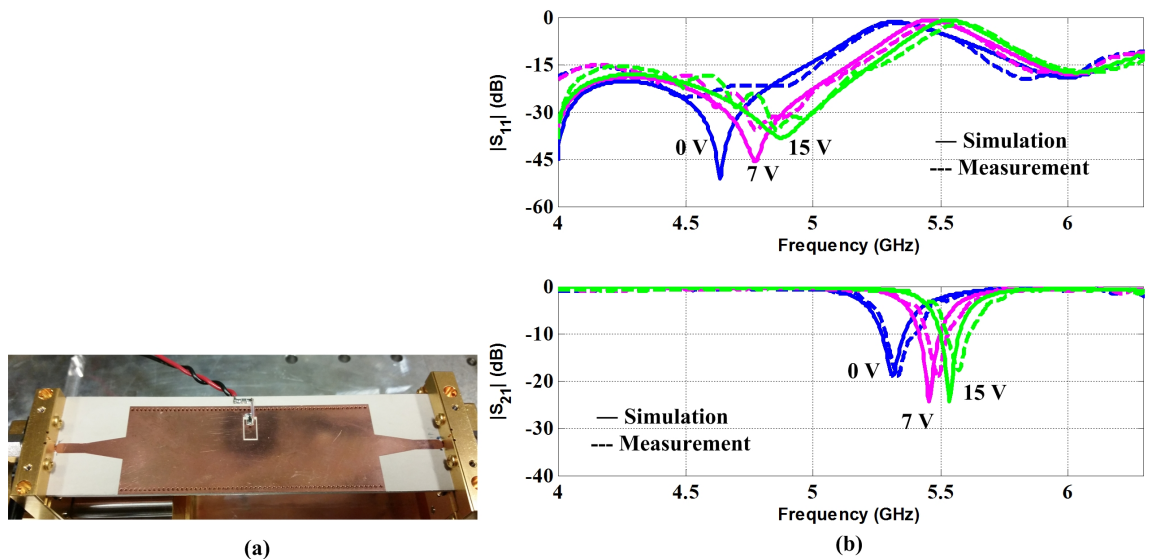 0
-15
-30
-45
-60
|S11| (dB)
0 V
7 V
15 V
Simulation
Measurement
4
4.5
5
5.5
6
Frequency (GHz)
0
-10
-20
-30
-40
|S21| (dB)
0 V
7 V
15 V
Simulation
Measurement
4
4.5
5
5.5
6
Frequency (GHz)
(a)
(b)